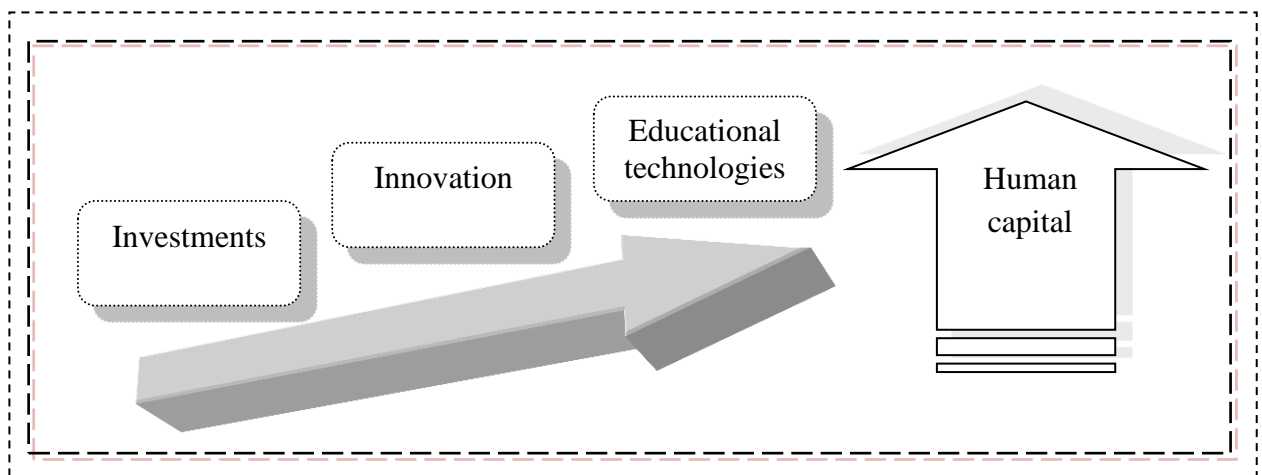 Investments
Innovation
Educational
technologies
Human
capital